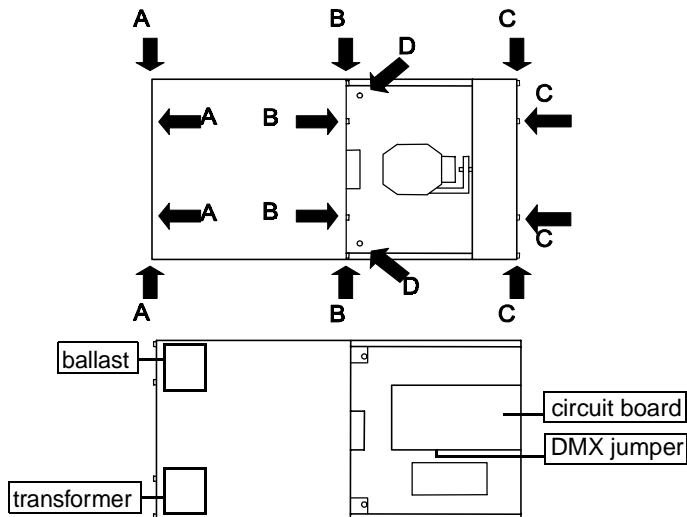 A B C
D
A B C
A B C
D
A B C
ballast
circuit board
DMX jumper
transformer